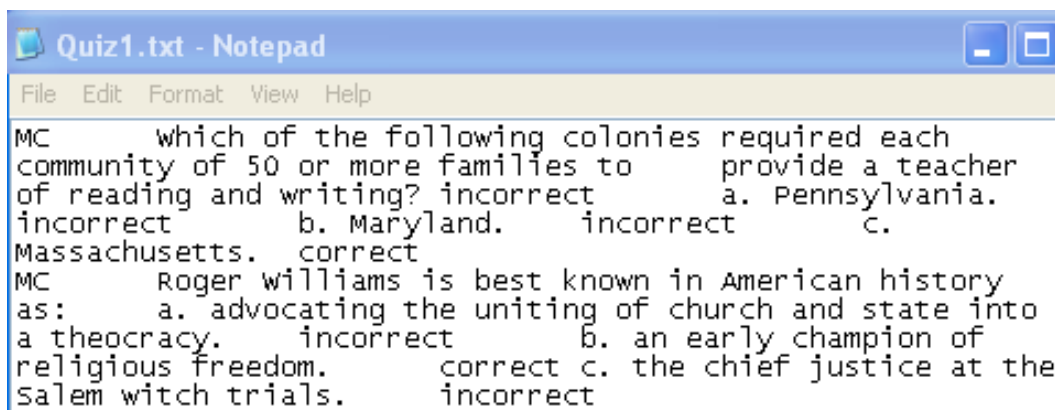 Quiz1.txt - Notepad
File Edit Format View Help
MC Which of the following colonies required each
community of 50 or more families to provide a teacher
of reading and writing? incorrect a. Pennsylvania.
incorrect b. Maryland. incorrect c.
Massachusetts. correct
MC Roger Williams is best known in American history
as: a. advocating the uniting of church and state into
a theocracy. incorrect b. an early champion of
religious freedom. correct c. the chief justice at the
Salem witch trials. incorrect